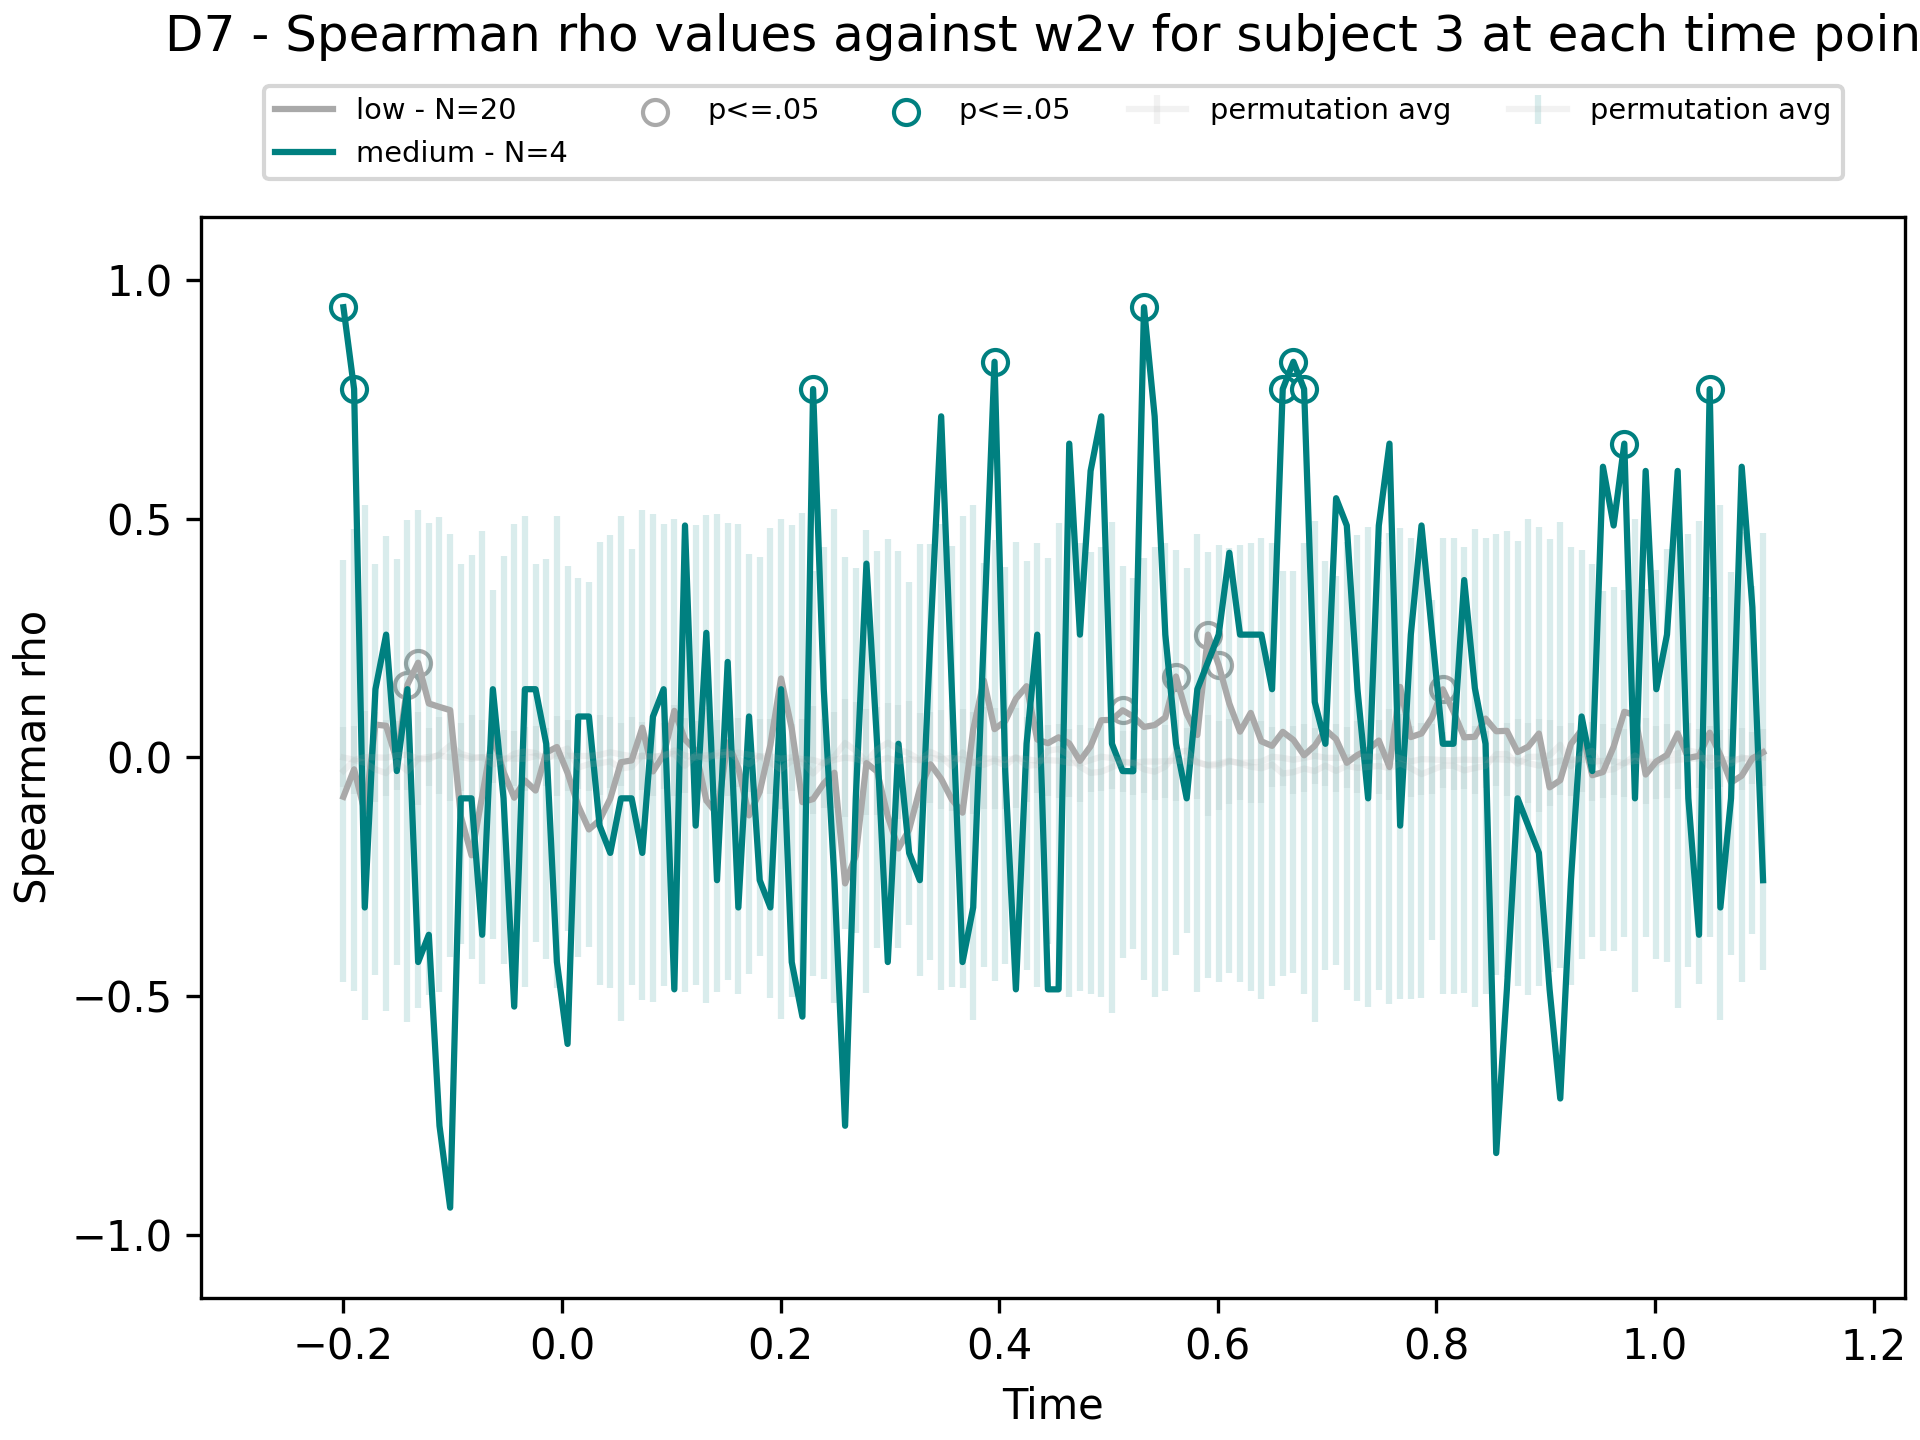 D7 - Spearman rho values against w2v for subject 3 at each time poin
low - N=20
medium - N=4
p<=.05
p<=.05
permutation avg
permutation avg
Spearman rho
1.0
0.5
0.0
−0.5
−1.0
−0.2 0.0 0.2 0.4 0.6 0.8 1.0 1.2
Time